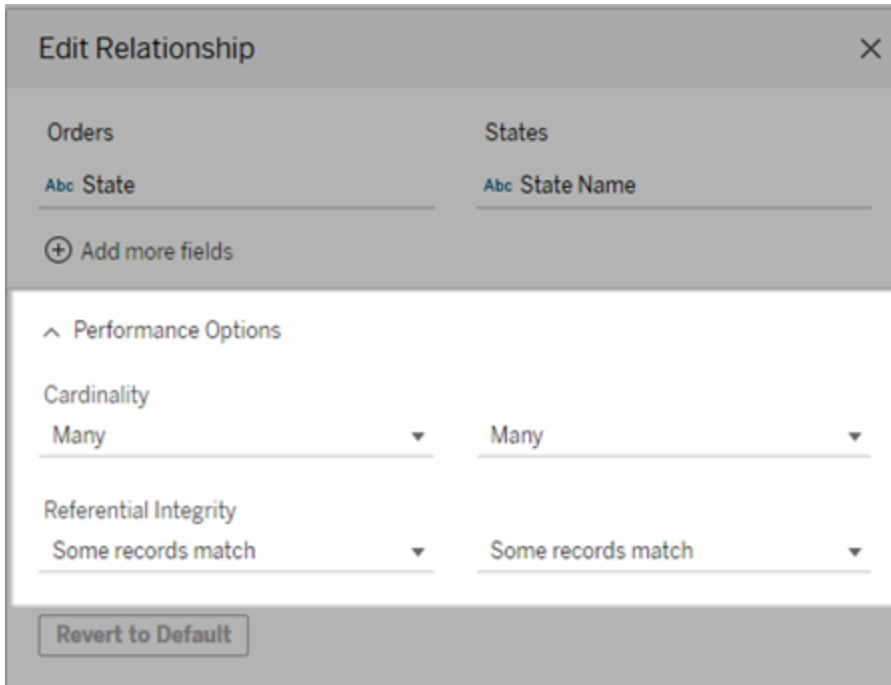 Edit Relationship
Orders States
Abc State Abc State Name
Add more fields
Performance Options
Cardinality
Many Many
Referential Integrity
Some records match Some records match
Revert to Default